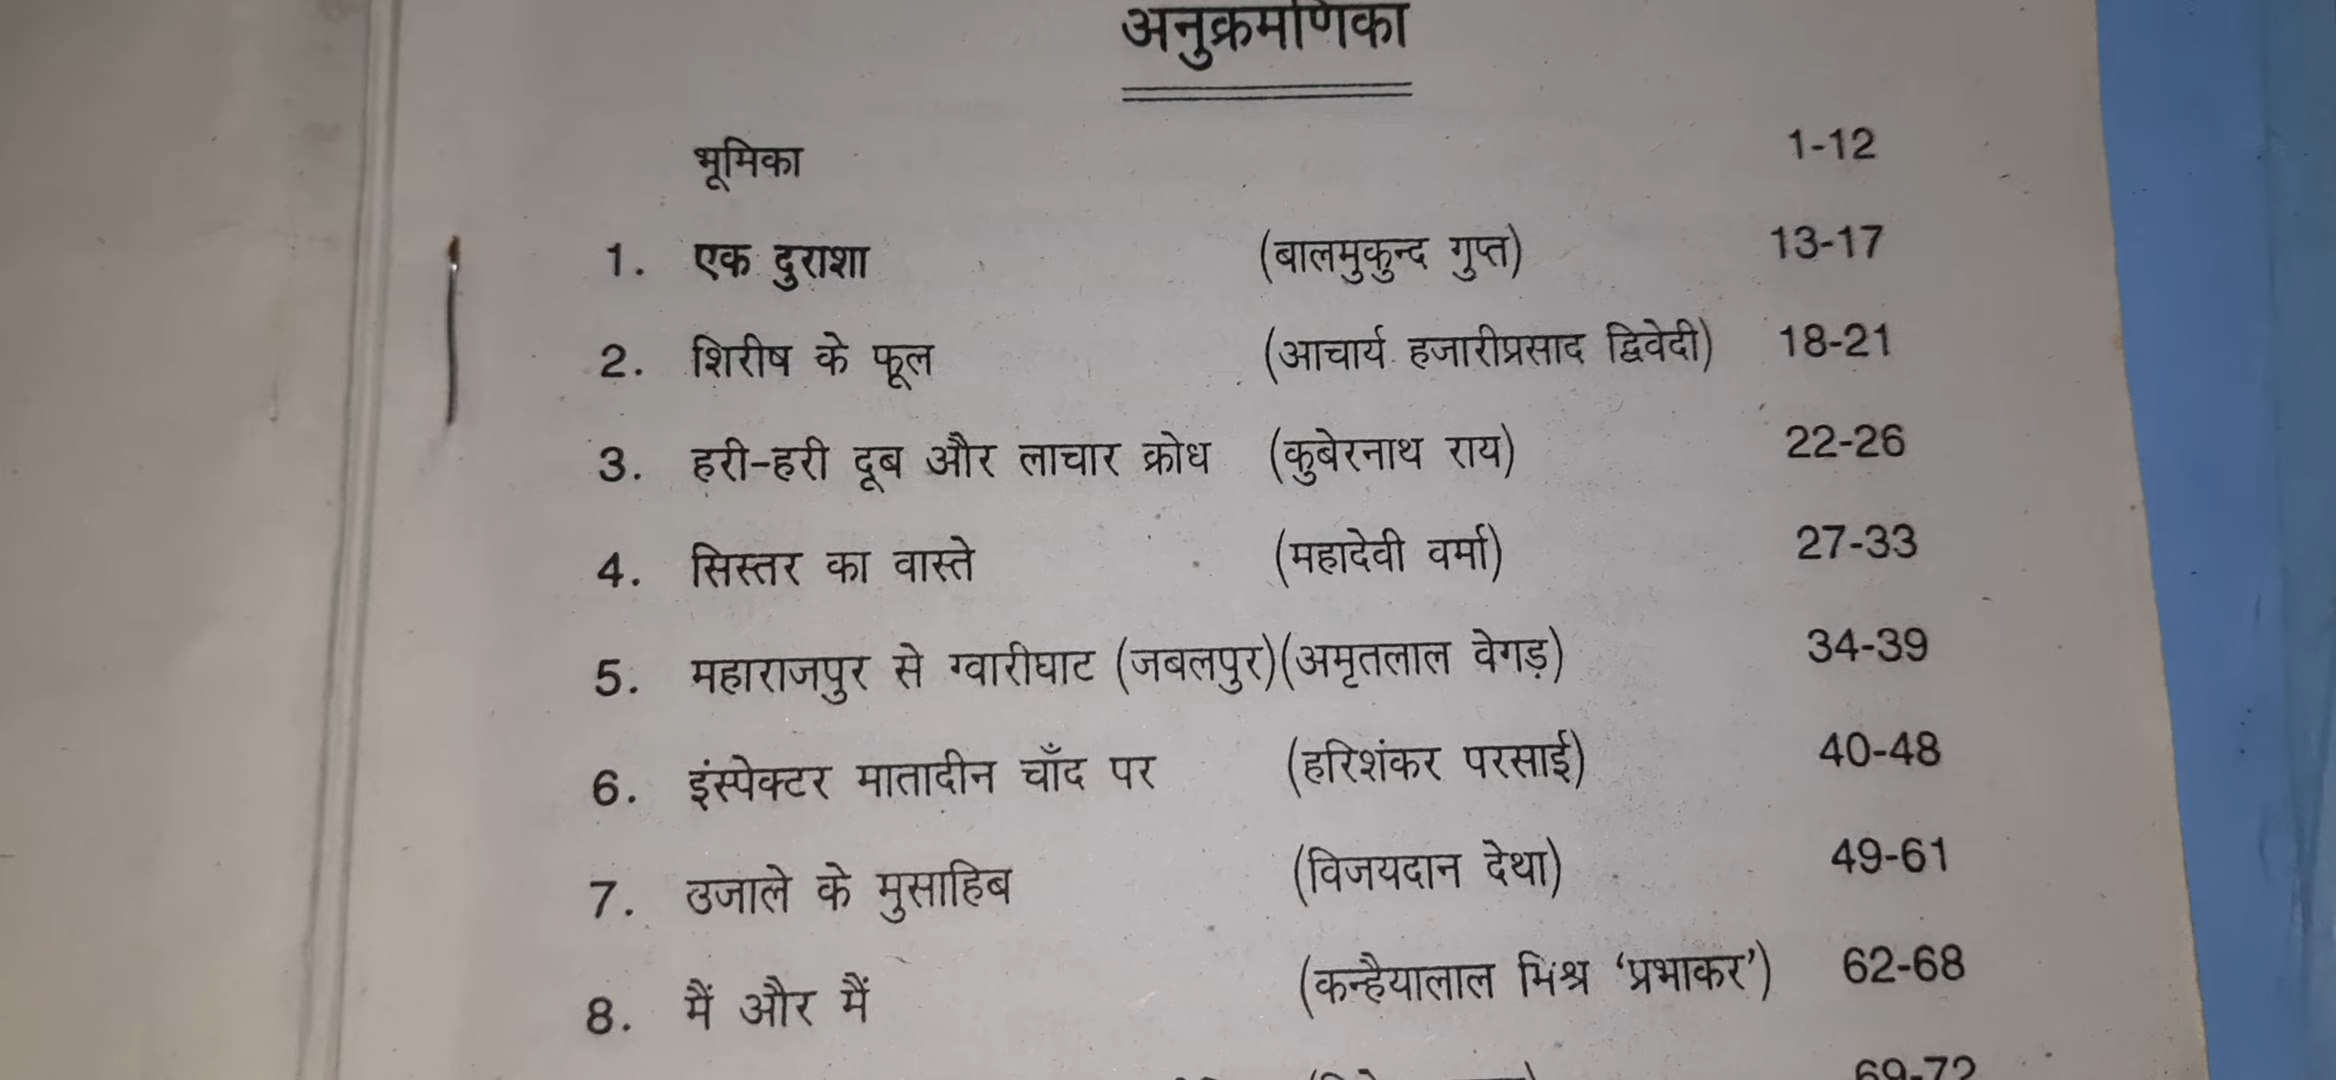 अनुक्रमणिका
भूमिका 1-12
1. एक दुराशा (बालमुकुन्द गुप्त) 13-17
2. शिरीष के फूल (आचार्य हजारीप्रसाद द्विवेदी) 18-21
3. हरी-हरी दूब और लाचार क्रोध (कुबेरनाथ राय) 22-26
4. सिस्तर का वास्ते (महादेवी वर्मा) 27-33
5. महाराजपुर से ग्वारीघाट (जबलपुर)(अमृतलाल वेगड़) 34-39
6. इंस्पेक्टर मातादीन चाँद पर (हरिशंकर परसाई) 40-48
7. उजाले के मुसाहिब (विजयदान देथा) 49-61
8. मैं और मैं (कन्हैयालाल मिश्र ‘प्रभाकर’) 62-68
69-72